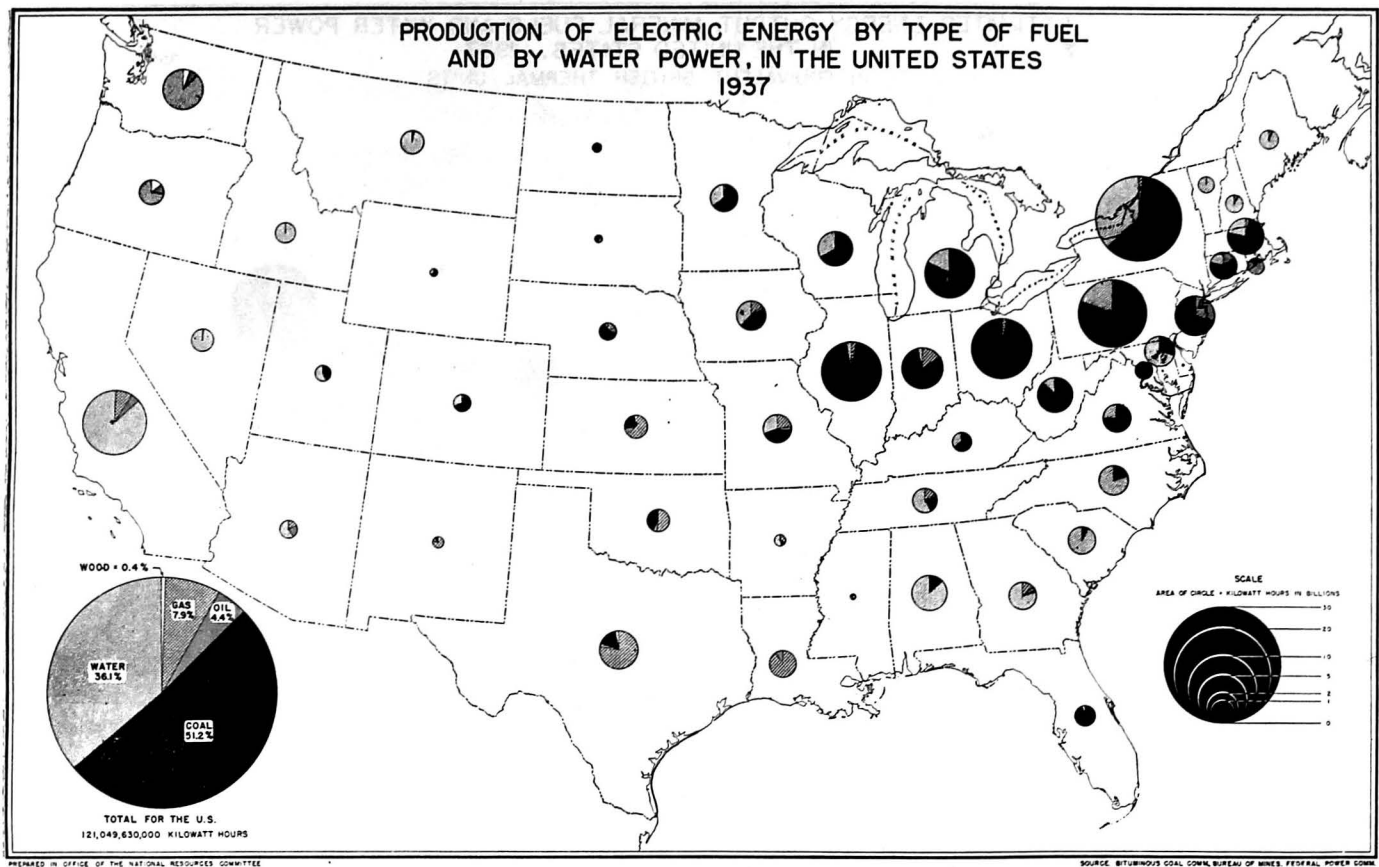 PRODUCTION OF ELECTRIC ENERGY BY TYPE OF FUEL
AND BY WATER POWER, IN THE UNITED STATES
1937
WOOD = 0.4%
GAS
7.9%
OIL
4.4%
WATER
36.1%
COAL
51.2%
TOTAL FOR THE U.S.
121,049,630,000 KILOWATT HOURS
SCALE
AREA OF CIRCLE = KILOWATT HOURS IN BILLIONS
30
20
10
5
2
1
0
PREPARED IN OFFICE OF THE NATIONAL RESOURCES COMMITTEE
SOURCE: BITUMINOUS COAL COMM., BUREAU OF MINES, FEDERAL POWER COMM.